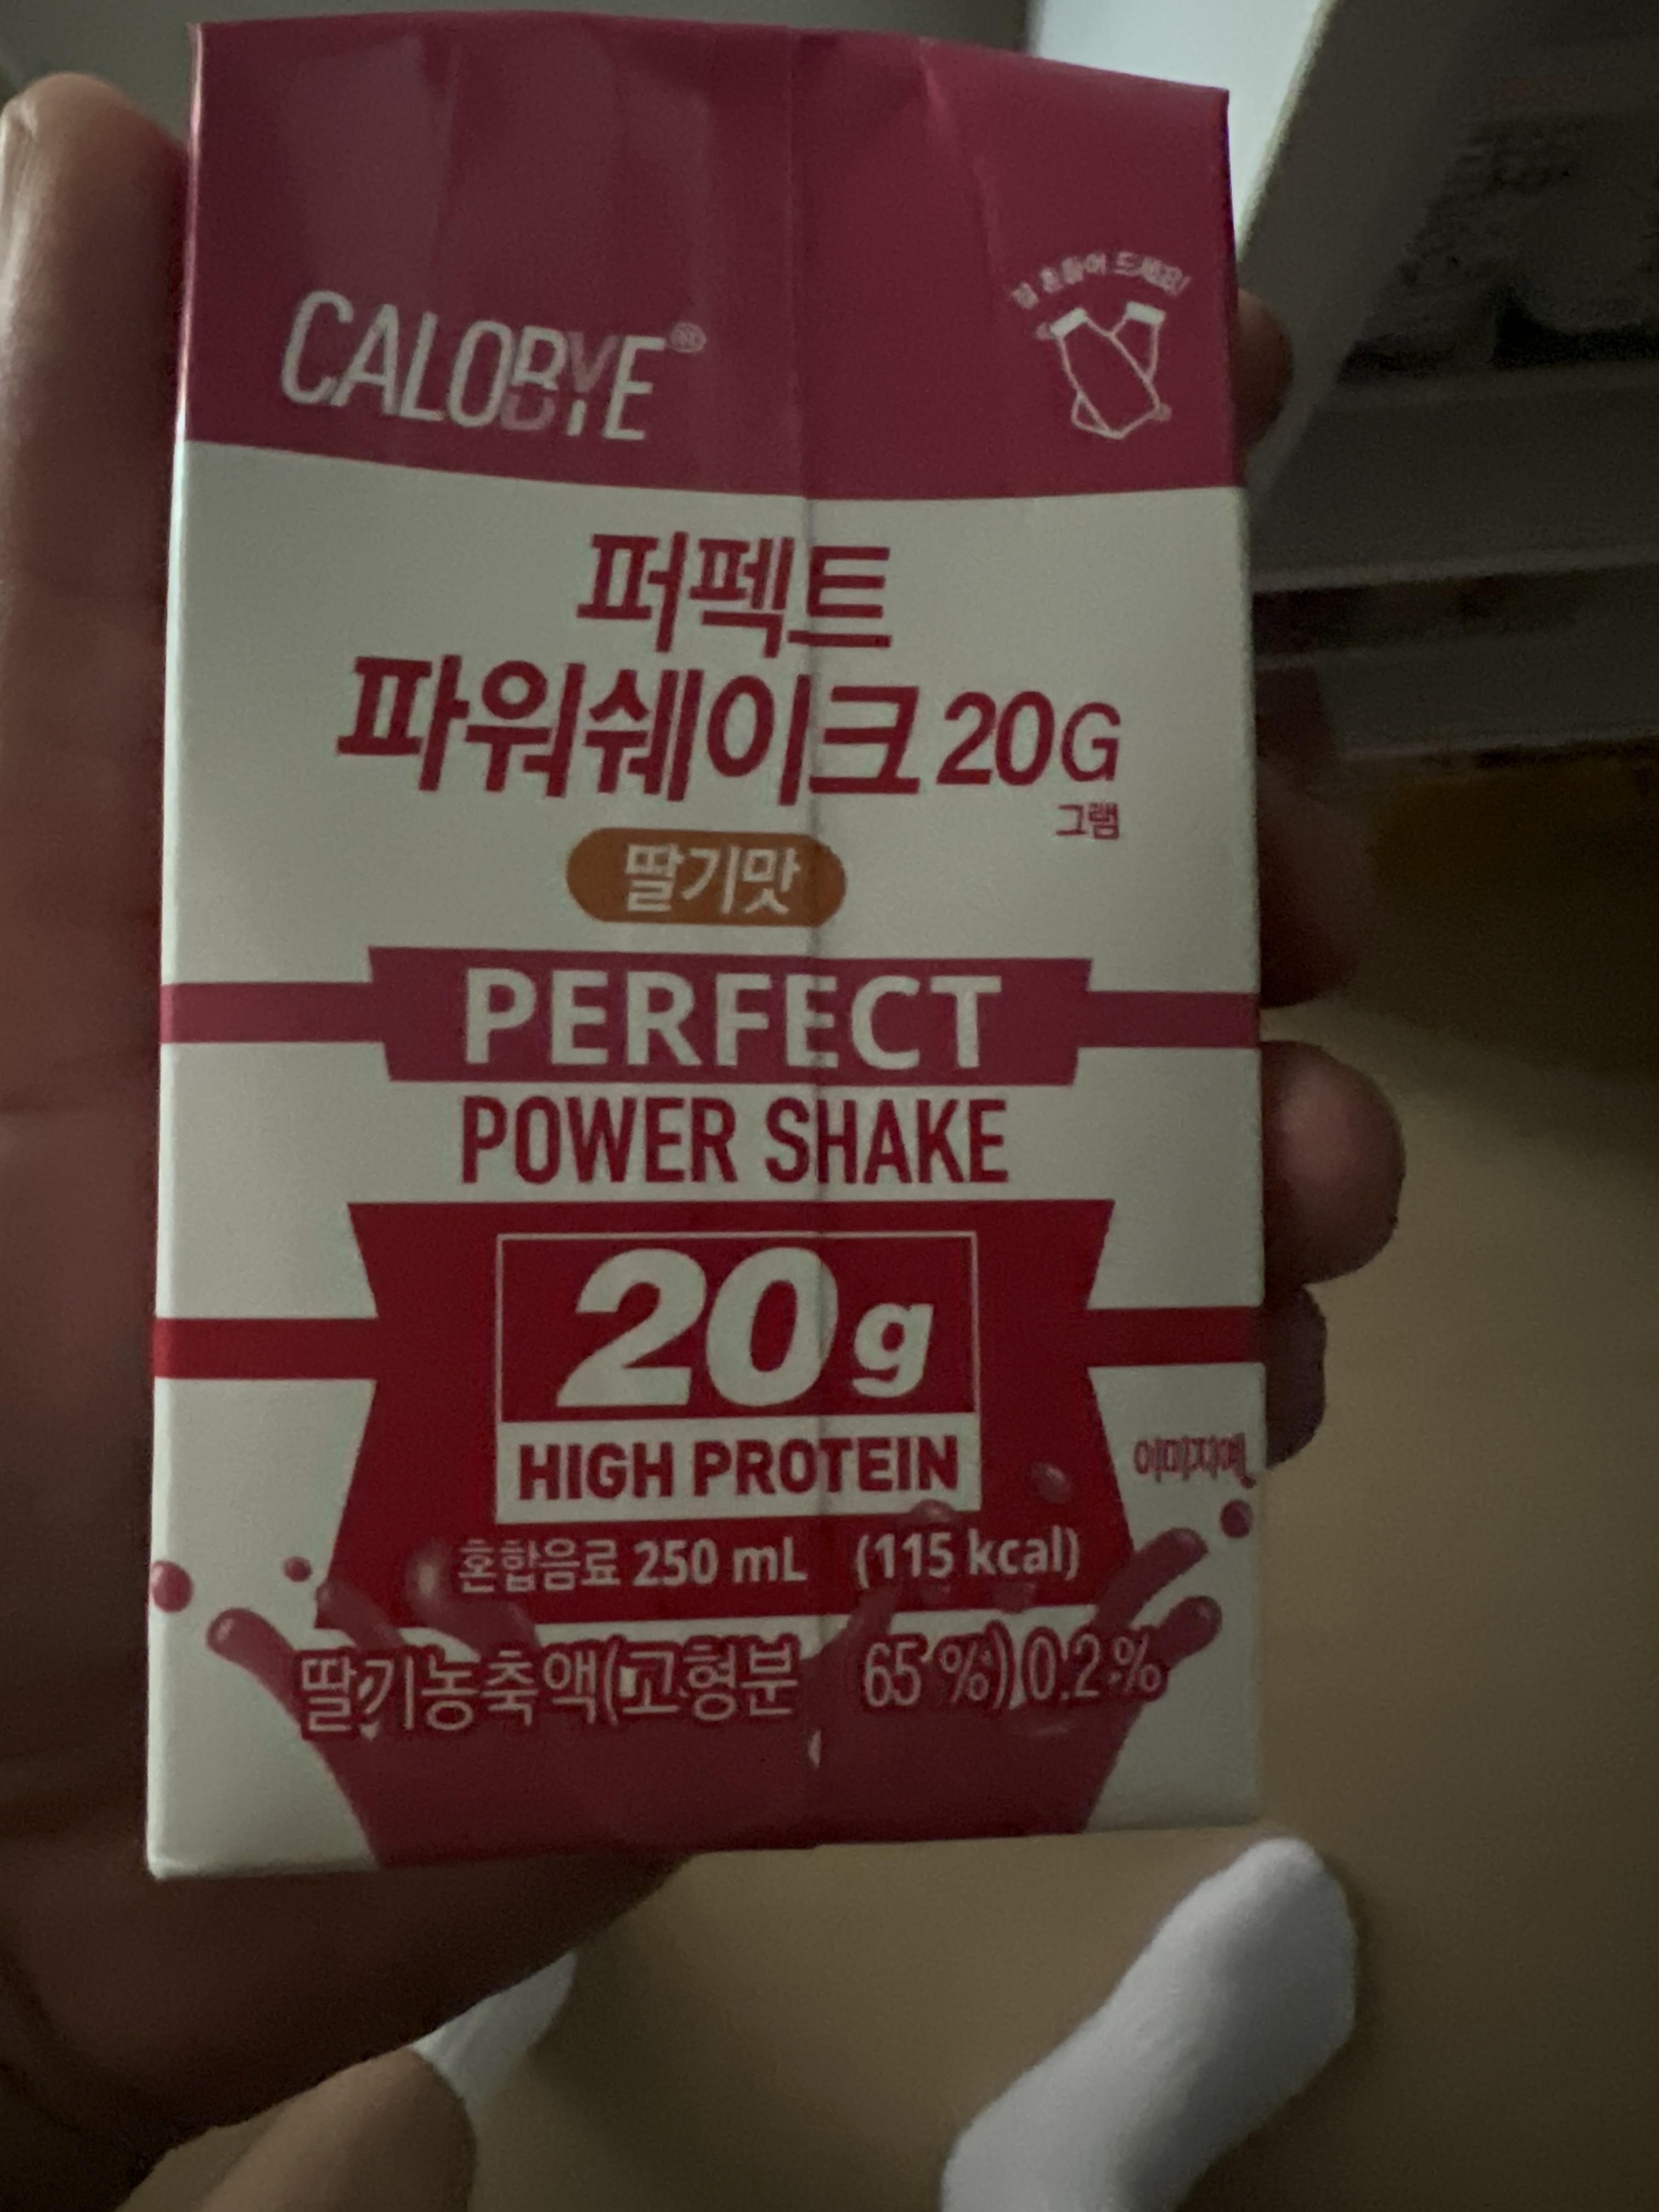 CALOBYE®
잘 흔들어 드세요!
퍼펙트
파워쉐이크 20G
그램
딸기맛
PERFECT
POWER SHAKE
20g
HIGH PROTEIN
이미지예
혼합음료 250 mL (115 kcal)
딸기농축액(고형분 65 %) 0.2 %